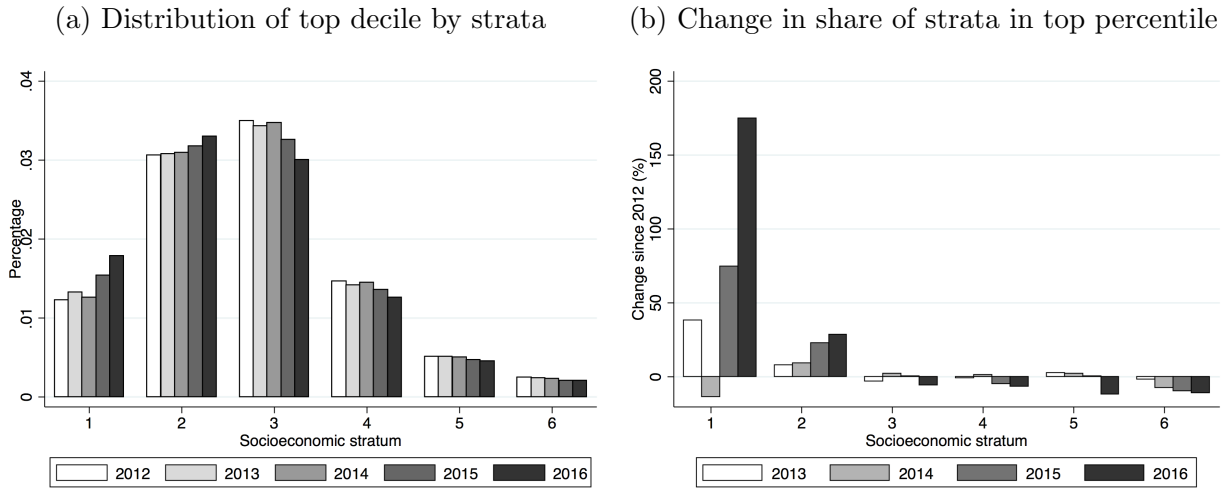 (a) Distribution of top decile by strata
Percentage
.04
.03
.02
.01
0
1 2 3 4 5 6
Socioeconomic stratum
2012 2013 2014 2015 2016
(b) Change in share of strata in top percentile
Change since 2012 (%)
200
150
100
50
0
1 2 3 4 5 6
Socioeconomic stratum
2013 2014 2015 2016